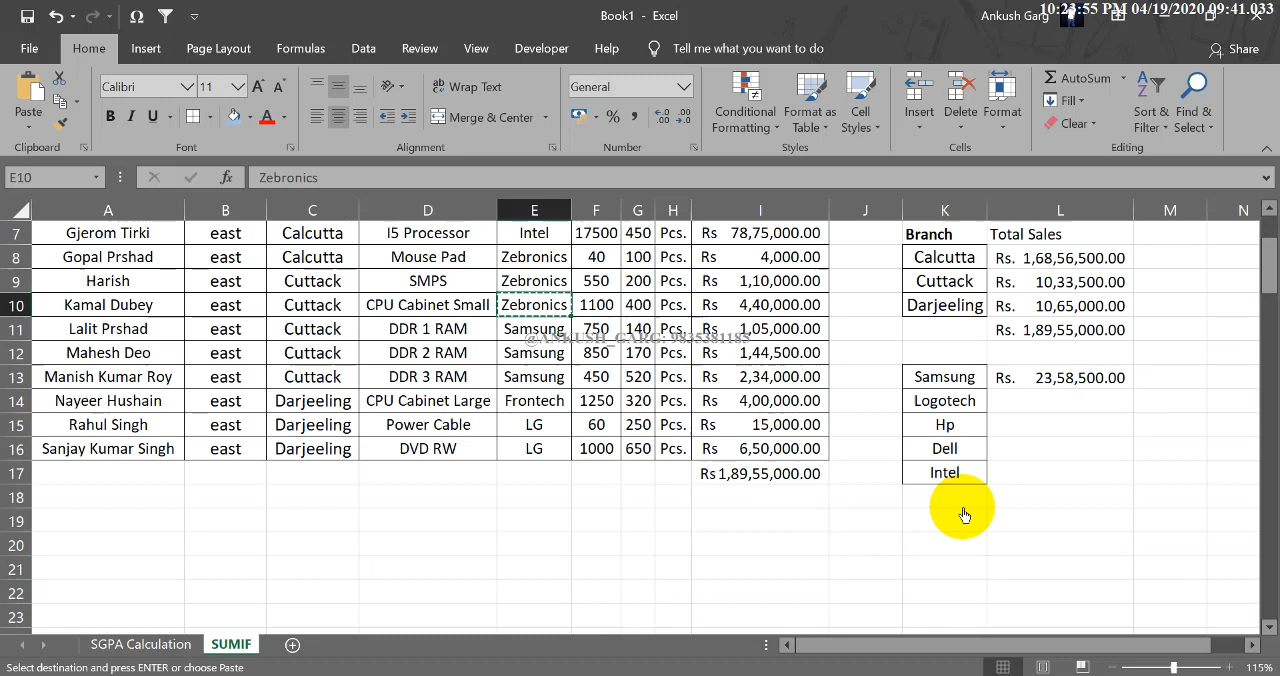 Book1 - Excel
Ankush Garg
10:23:55 PM 04/19/2020 09:41.033
File Home Insert Page Layout Formulas Data Review View Developer Help Tell me what you want to do Share
Calibri 11 Wrap Text General AutoSum
Paste Conditional Formatting Format as Table Cell Styles Insert Delete Format Fill Sort & Filter Find & Select
B I U Merge & Center % Clear
Clipboard Font Alignment Number Styles Cells Editing
E10 fx Zebronics
A B C D E F G H I J K L M N
7 Gjerom Tirki east Calcutta I5 Processor Intel 17500 450 Pcs. Rs 78,75,000.00 Branch Total Sales
8 Gopal Prshad east Calcutta Mouse Pad Zebronics 40 100 Pcs. Rs 4,000.00 Calcutta Rs. 1,68,56,500.00
9 Harish east Cuttack SMPS Zebronics 550 200 Pcs. Rs 1,10,000.00 Cuttack Rs. 10,33,500.00
10 Kamal Dubey east Cuttack CPU Cabinet Small Zebronics 1100 400 Pcs. Rs 4,40,000.00 Darjeeling Rs. 10,65,000.00
11 Lalit Prshad east Cuttack DDR 1 RAM Samsung 750 140 Pcs. Rs 1,05,000.00 Rs. 1,89,55,000.00
@ANKUSH_GARG: 9835381185
12 Mahesh Deo east Cuttack DDR 2 RAM Samsung 850 170 Pcs. Rs 1,44,500.00
13 Manish Kumar Roy east Cuttack DDR 3 RAM Samsung 450 520 Pcs. Rs 2,34,000.00 Samsung Rs. 23,58,500.00
14 Nayeer Hushain east Darjeeling CPU Cabinet Large Frontech 1250 320 Pcs. Rs 4,00,000.00 Logotech
15 Rahul Singh east Darjeeling Power Cable LG 60 250 Pcs. Rs 15,000.00 Hp
16 Sanjay Kumar Singh east Darjeeling DVD RW LG 1000 650 Pcs. Rs 6,50,000.00 Dell
17 Rs 1,89,55,000.00 Intel
18
19
20
21
22
23
SGPA Calculation SUMIF
Select destination and press ENTER or choose Paste 115%